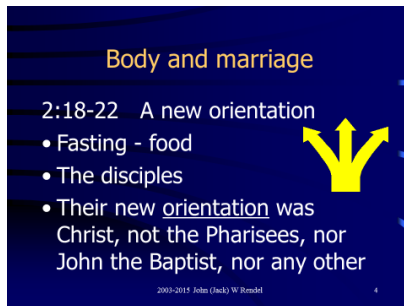 Body and marriage
2:18-22 A new orientation
• Fasting - food
• The disciples
• Their new orientation was
Christ, not the Pharisees, nor
John the Baptist, nor any other
2003-2015 John (Jack) W Rendel
4